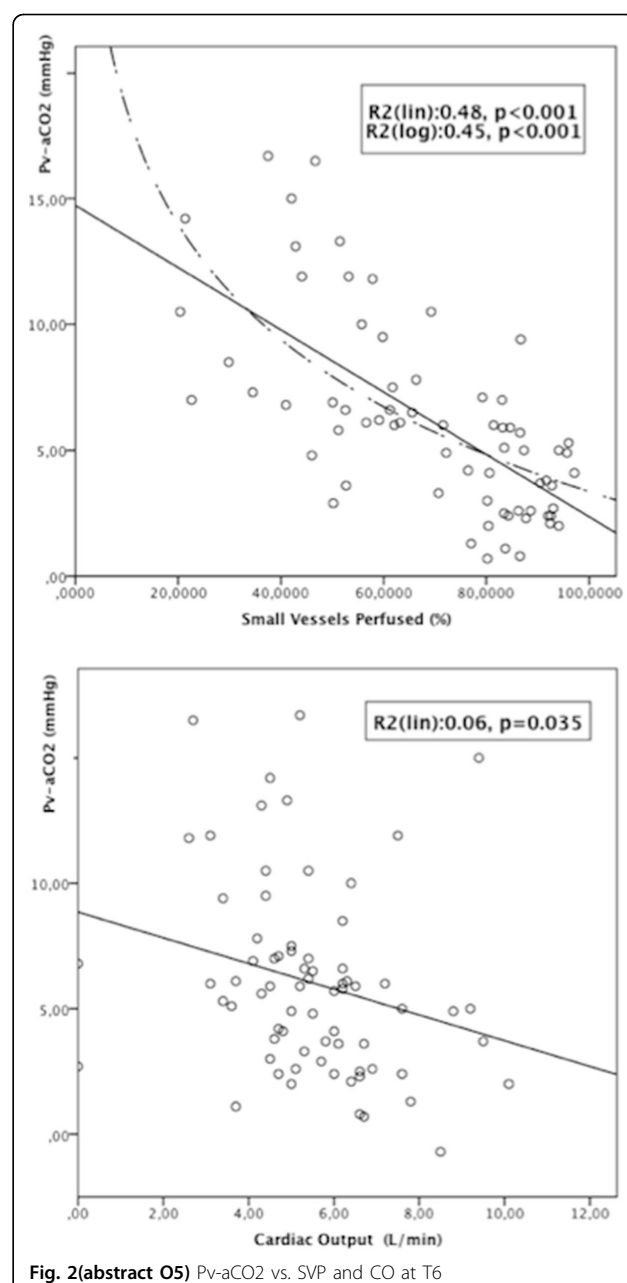 Pv-aCO2 (mmHg)
R2(lin):0.48, p<0.001
R2(log):0.45, p<0.001
15,00
10,00
5,00
,00
,0000 20,0000 40,0000 60,0000 80,0000 100,0000
Small Vessels Perfused (%)
Pv-aCO2 (mmHg)
R2(lin):0.06, p=0.035
10,00
5,00
,00
,00 2,00 4,00 6,00 8,00 10,00 12,00
Cardiac Output (L/min)
Fig. 2(abstract O5) Pv-aCO2 vs. SVP and CO at T6